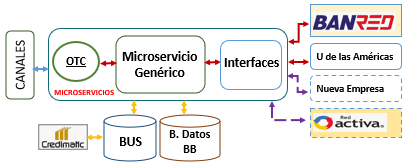 CANALES
OTC
MICROSERVICIOS
Microservicio
Genérico
Interfaces
BANRED
U de las Américas
Nueva Empresa
Red
activa
Credimatic
BUS
B. Datos
BB